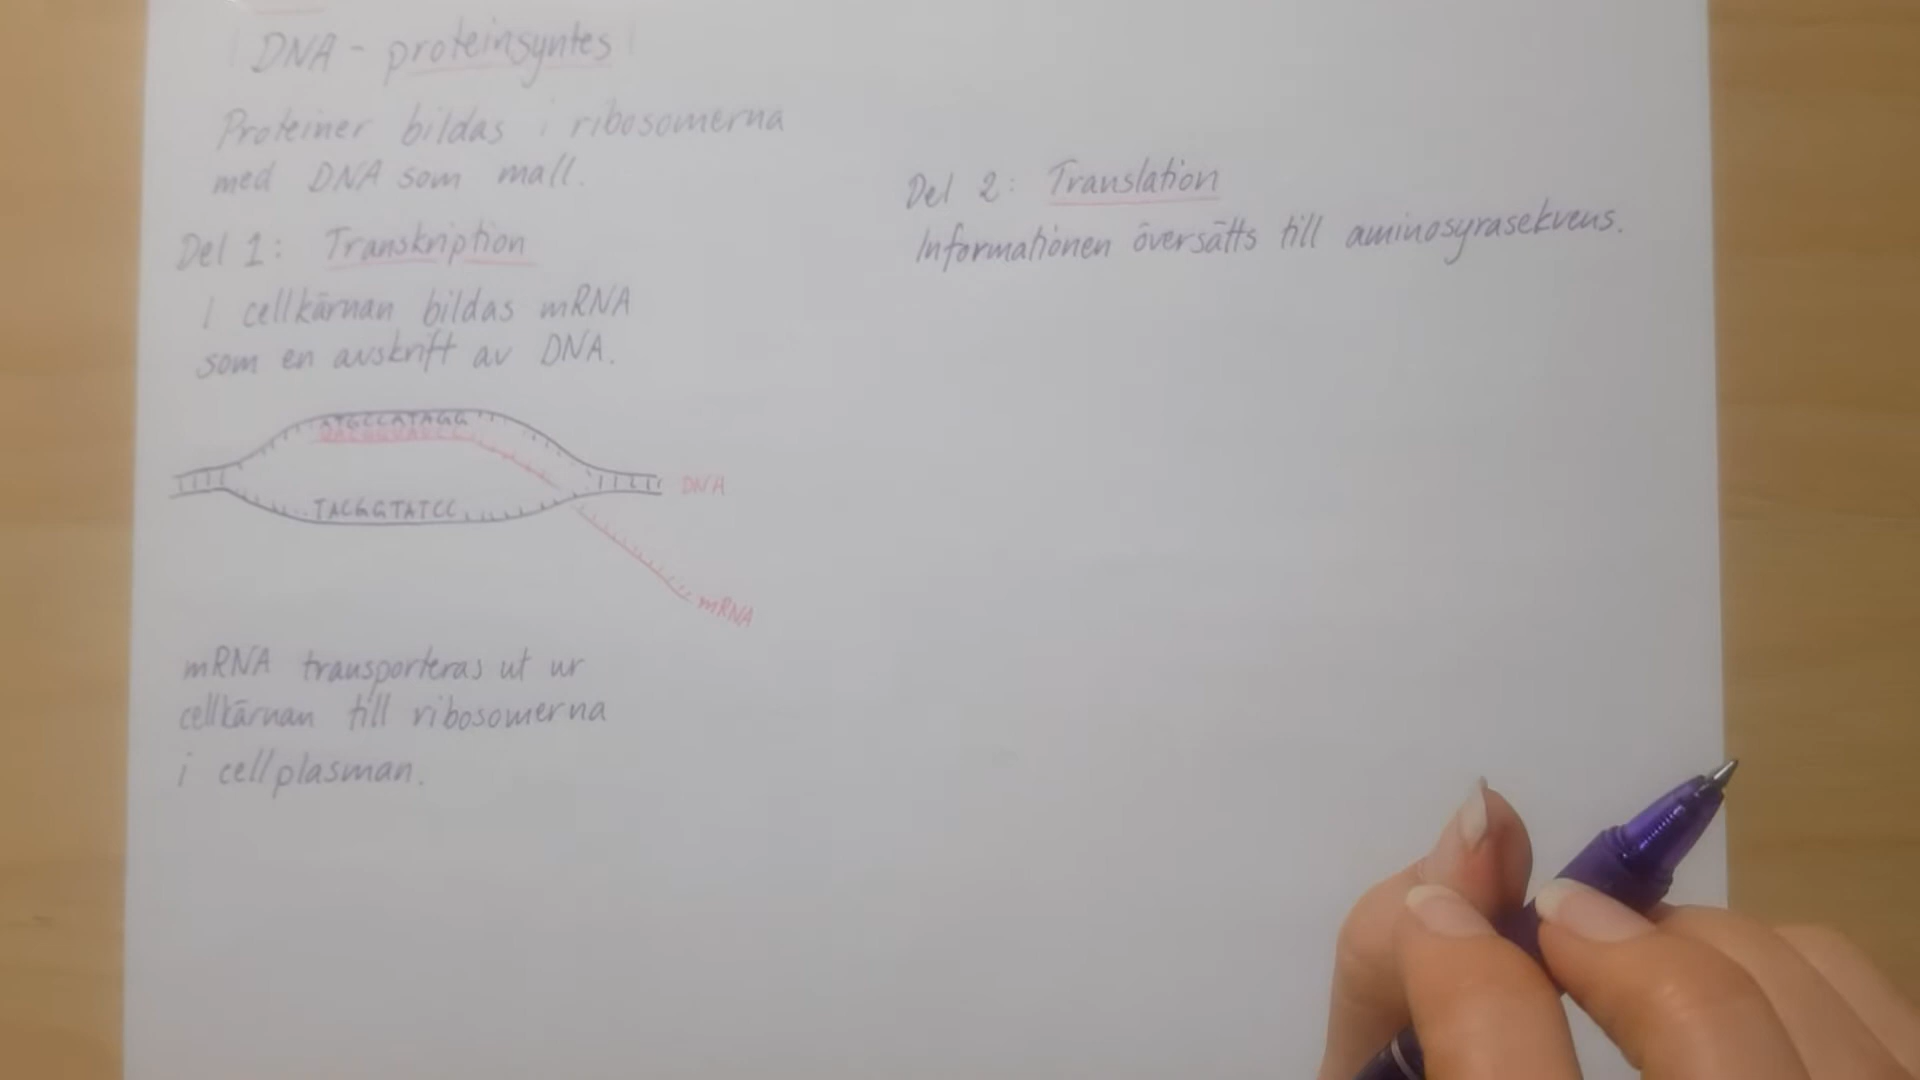 DNA - proteinsyntes
Proteiner bildas i ribosomerna
med DNA som mall.
Del 1: Transkription
I cellkärnan bildas mRNA
som en avskrift av DNA.
ATGCCATAGG
TACGGTATCC
DNA
mRNA
mRNA transporteras ut ur
cellkärnan till ribosomerna
i cellplasman.
Del 2: Translation
Informationen översätts till aminosyrasekvens.